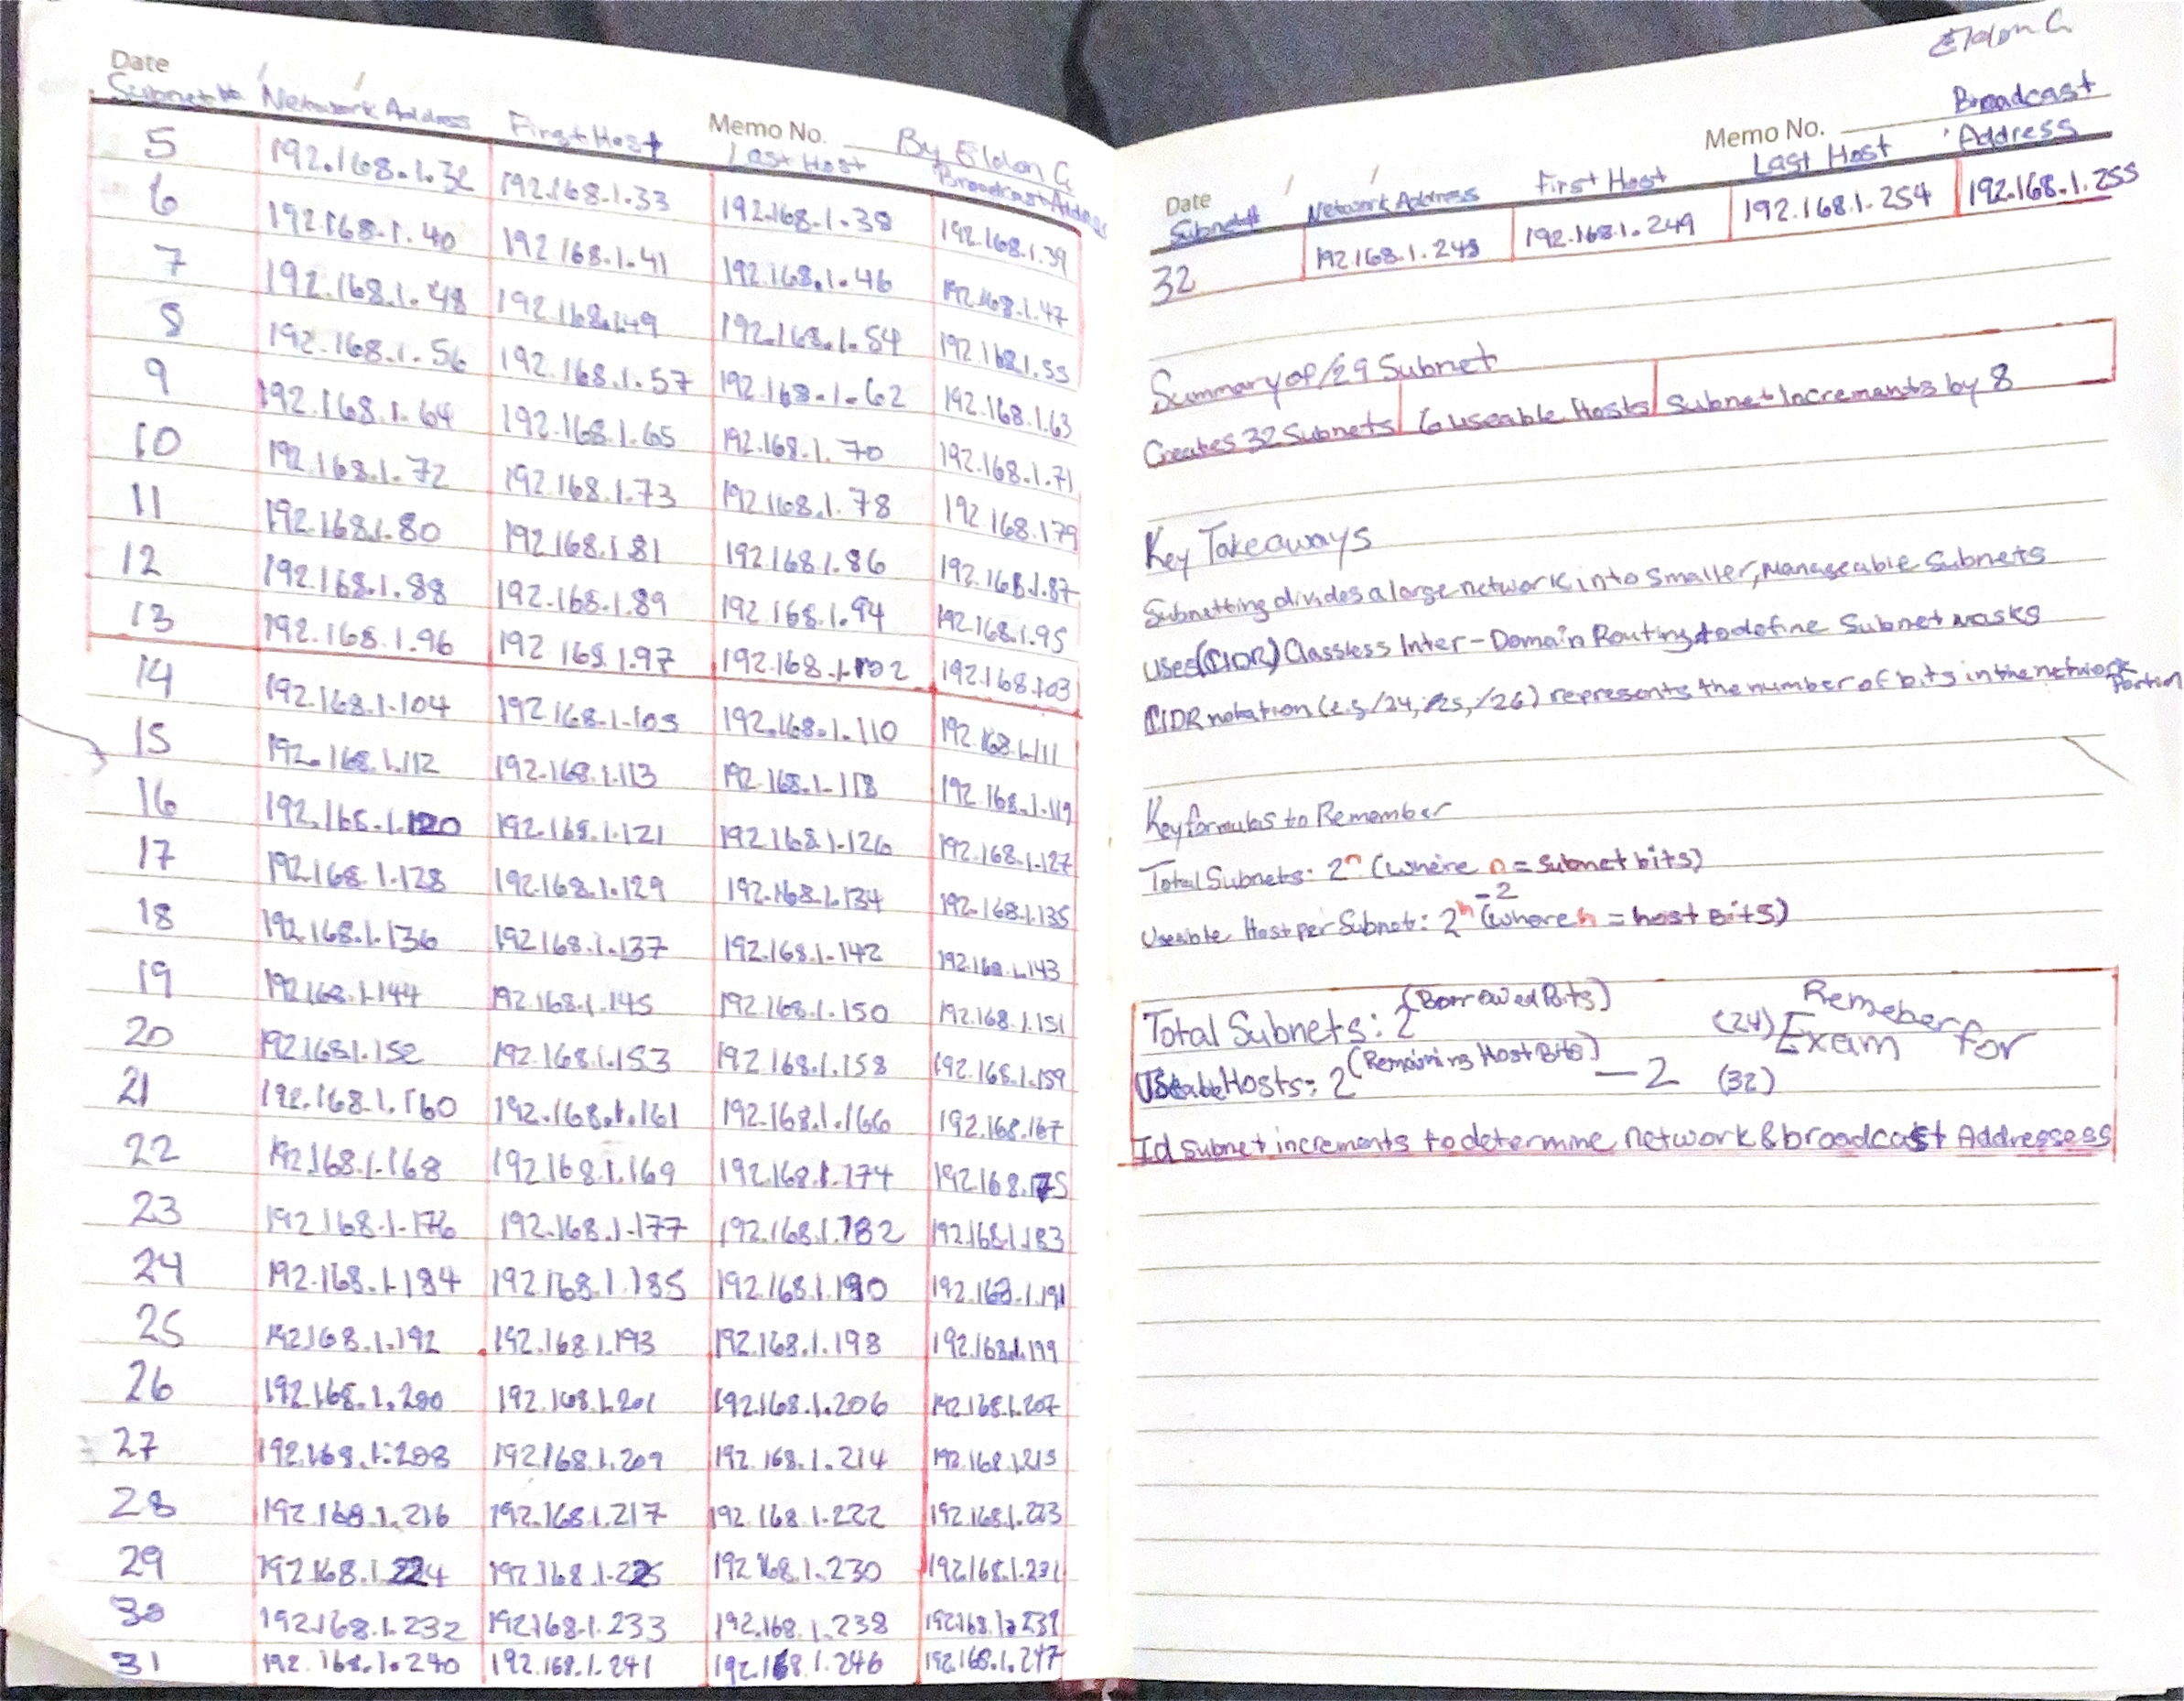 Date
Memo No. By Eldon G
Subnet # Network Address First Host Last Host Broadcast Address
5 192.168.1.32 192.168.1.33 192.168.1.38 192.168.1.39
6 192.168.1.40 192.168.1.41 192.168.1.46 192.168.1.47
7 192.168.1.48 192.168.1.49 192.168.1.54 192.168.1.55
8 192.168.1.56 192.168.1.57 192.168.1.62 192.168.1.63
9 192.168.1.64 192.168.1.65 192.168.1.70 192.168.1.71
10 192.168.1.72 192.168.1.73 192.168.1.78 192.168.179
11 192.168.1.80 192.168.1.81 192.168.1.86 192.168.1.87
12 192.168.1.88 192.168.1.89 192.168.1.94 192.168.1.95
13 192.168.1.96 192.168.1.97 192.168.1.102 192.168.103
14 192.168.1.104 192.168.1.105 192.168.1.110 192.168.1.111
15 192.168.1.112 192.168.1.113 192.168.1.118 192.168.1.119
16 192.168.1.120 192.168.1.121 192.168.1.126 192.168.1.127
17 192.168.1.128 192.168.1.129 192.168.1.134 192.168.1.135
18 192.168.1.136 192.168.1.137 192.168.1.142 192.168.1.143
19 192.168.1.144 192.168.1.145 192.168.1.150 192.168.1.151
20 192.168.1.152 192.168.1.153 192.168.1.158 192.168.1.159
21 192.168.1.160 192.168.1.161 192.168.1.166 192.168.167
22 192.168.1.168 192.168.1.169 192.168.1.174 192.168.175
23 192.168.1.176 192.168.1.177 192.168.1.182 192.168.1.183
24 192.168.1.184 192.168.1.185 192.168.1.190 192.168.1.191
25 192.168.1.192 192.168.1.193 192.168.1.198 192.168.1.199
26 192.168.1.200 192.168.1.201 192.168.1.206 192.168.1.207
27 192.168.1.208 192.168.1.209 192.168.1.214 192.168.1.215
28 192.168.1.216 192.168.1.217 192.168.1.222 192.168.1.223
29 192.168.1.224 192.168.1.225 192.168.1.230 192.168.1.231
30 192.168.1.232 192.168.1.233 192.168.1.238 192.168.1.239
31 192.168.1.240 192.168.1.241 192.168.1.246 192.168.1.247
Eldon G.
Date
Memo No.
Subnet# Network Address First Host Last Host Broadcast Address
32 192.168.1.248 192.168.1.249 192.168.1.254 192.168.1.255
Summary of /29 Subnet
Creates 32 Subnets 6 useable Hosts Subnet Increments by 8
Key Takeaways
Subnetting divides a large network into smaller, Manageable Subnets
Uses (CIDR) Classless Inter-Domain Routing to define Subnet masks
CIDR notation (e.g. /24, /25, /26) represents the number of bits in the network Portion
Key formulas to Remember
Total Subnets: 2ⁿ (where n = subnet bits)
Useable Host per Subnet: 2ʰ -2 (where h = host Bits)
Total Subnets: 2 (Borrowed Bits) (24) Remeber for Exam
Useable Hosts: 2 (Remaining Host Bits) – 2 (32)
Id subnet increments to determine network & broadcast Addressess